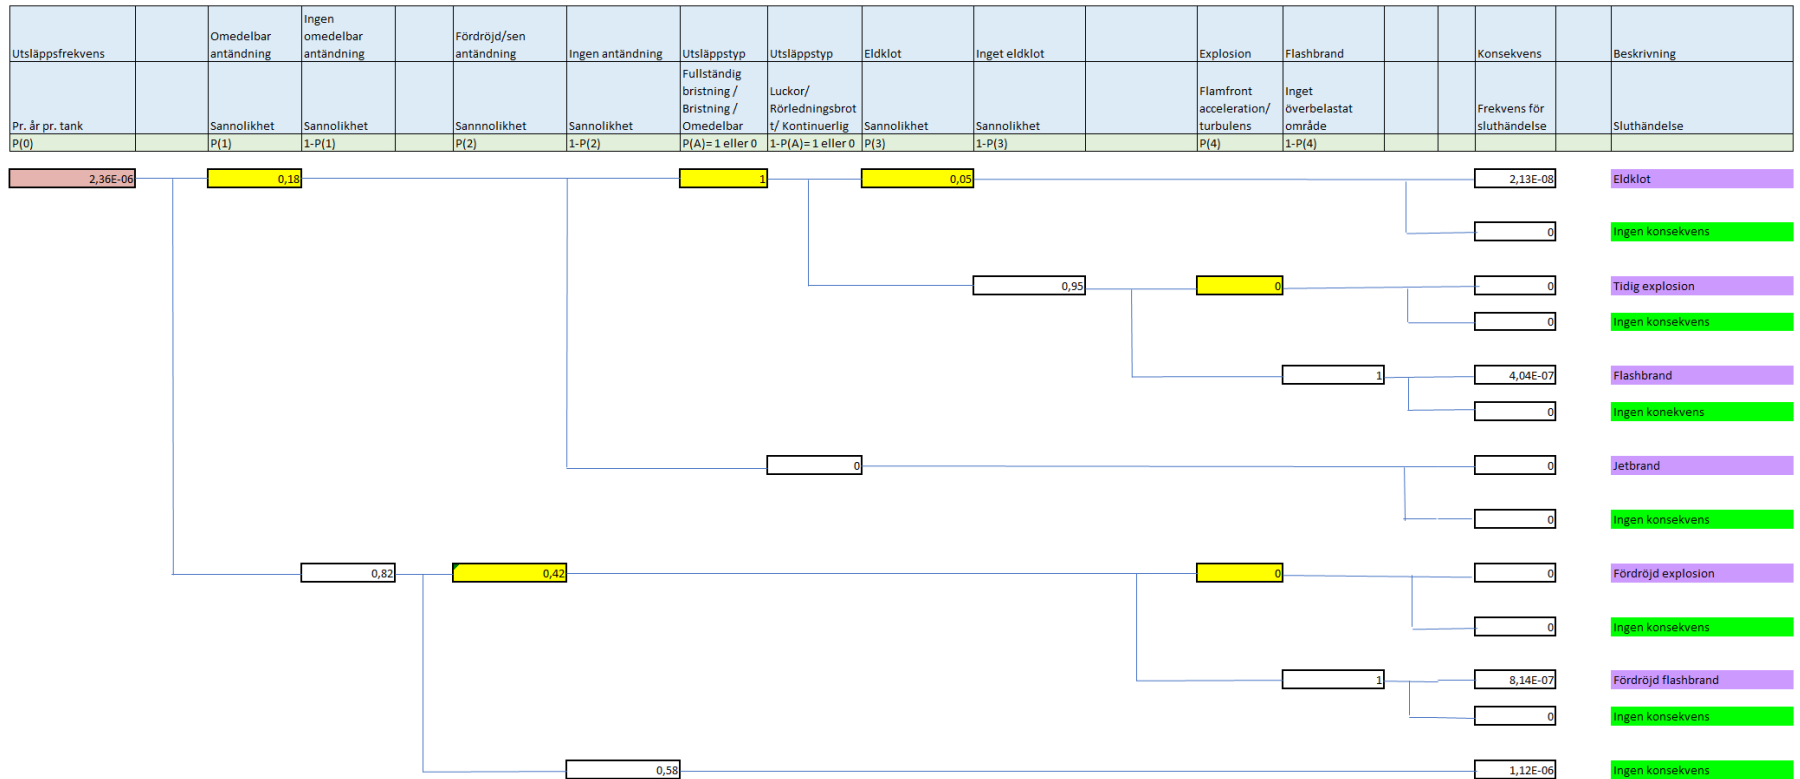 Utsläppsfrekvens
Omedelbar
antändning
Ingen
omedelbar
antändning
Fördröjd/sen
antändning
Ingen antändning
Utsläppstyp
Utsläppstyp
Eldklot
Inget eldklot
Explosion
Flashbrand
Konsekvens
Beskrivning
Pr. år pr. tank
Sannolikhet
Sannolikhet
Sannnolikhet
Sannolikhet
Fullständig
bristning /
Bristning /
Omedelbar
Luckor/
Rörledningsbrot
t/ Kontinuerlig
Sannolikhet
Sannolikhet
Flamfront
acceleration/
turbulens
Inget
överbelastat
område
Frekvens för
sluthändelse
Sluthändelse
P(0)
P(1)
1-P(1)
P(2)
1-P(2)
P(A)= 1 eller 0
1-P(A)= 1 eller 0
P(3)
1-P(3)
P(4)
1-P(4)
2,36E-06
0,18
1
0,05
2,13E-08
Eldklot
0
Ingen konsekvens
0,95
0
0
Tidig explosion
0
Ingen konsekvens
1
4,04E-07
Flashbrand
0
Ingen konekvens
0
0
Jetbrand
0
Ingen konsekvens
0,82
0,42
0
0
Fördröjd explosion
0
Ingen konsekvens
1
8,14E-07
Fördröjd flashbrand
0
Ingen konsekvens
0,58
1,12E-06
Ingen konsekvens